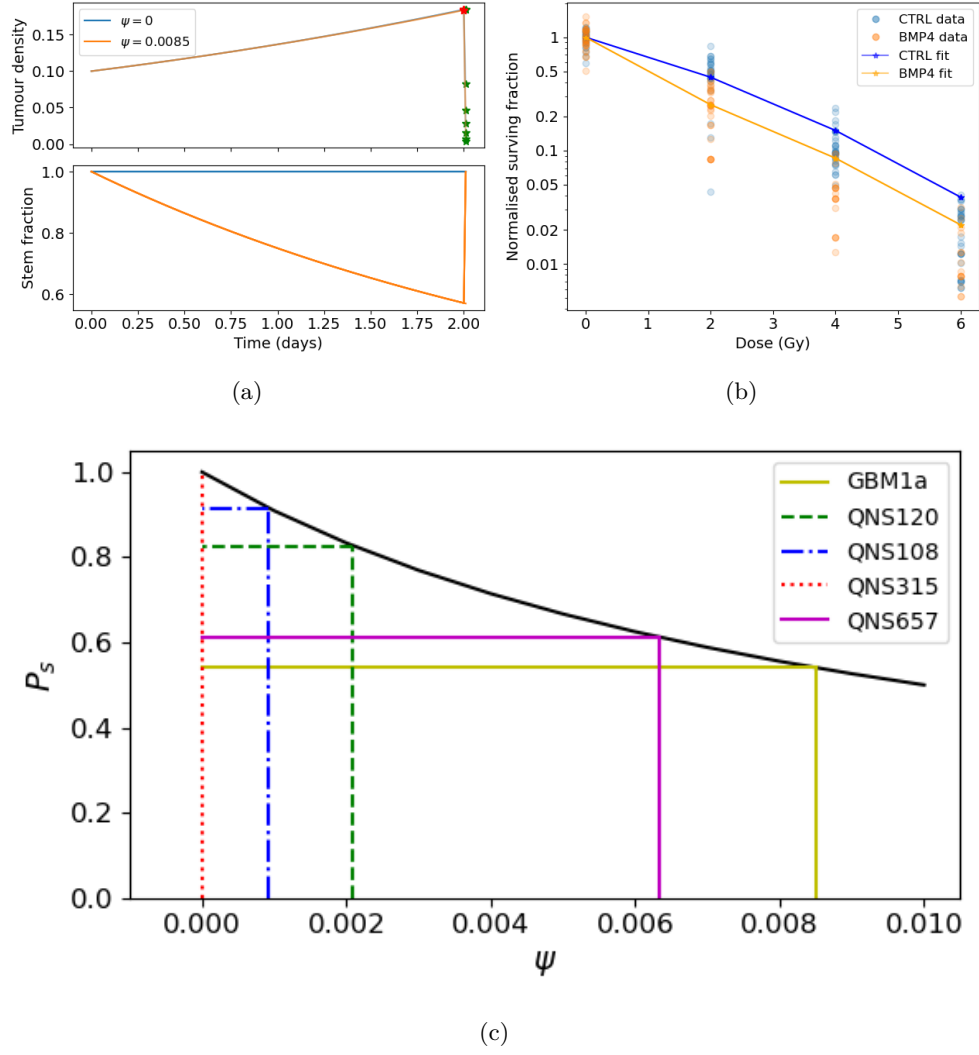 ψ = 0
ψ = 0.0085
Tumour density
0.15
0.10
0.05
0.00
Stem fraction
1.0
0.8
0.6
0.00 0.25 0.50 0.75 1.00 1.25 1.50 1.75 2.00
Time (days)
(a)
CTRL data
BMP4 data
CTRL fit
BMP4 fit
Normalised surving fraction
1
0.5
0.2
0.1
0.05
0.02
0.01
0 1 2 3 4 5 6
Dose (Gy)
(b)
GBM1a
QNS120
QNS108
QNS315
QNS657
P_s
1.0
0.8
0.6
0.4
0.2
0.0
0.000 0.002 0.004 0.006 0.008 0.010
ψ
(c)